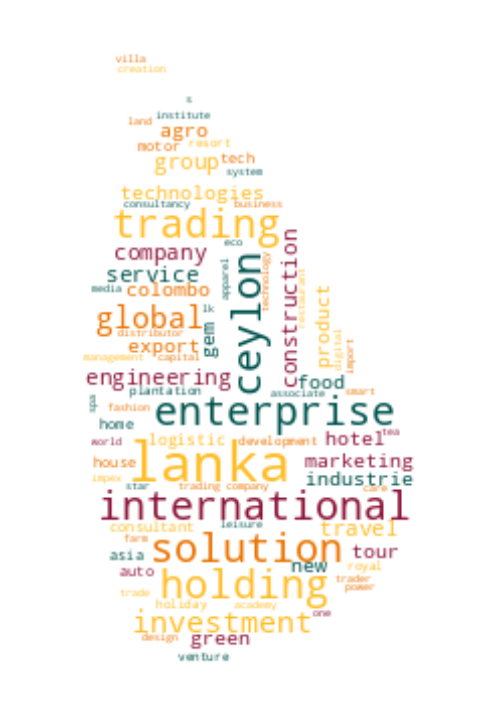 villa
creation
s
institute
land
agro
motor
resort
group
tech
system
technologies
consultancy
business
trading
eco
company
construction
service
ceylon
technology
apparel
restaurant
media
colombo
product
lk
global
gem
distributor
digital
import
export
management
capital
engineering
food
plantation
associate
smart
spa
fashion
enterprise
home
tea
world
logistic
development
hotel
lanka
house
marketing
impex
industrie
star
trading company
care
international
consultant
leisure
travel
farm
solution
asia
tour
new
royal
auto
trader
holding
power
trade
holiday
academy
one
investment
design
green
venture